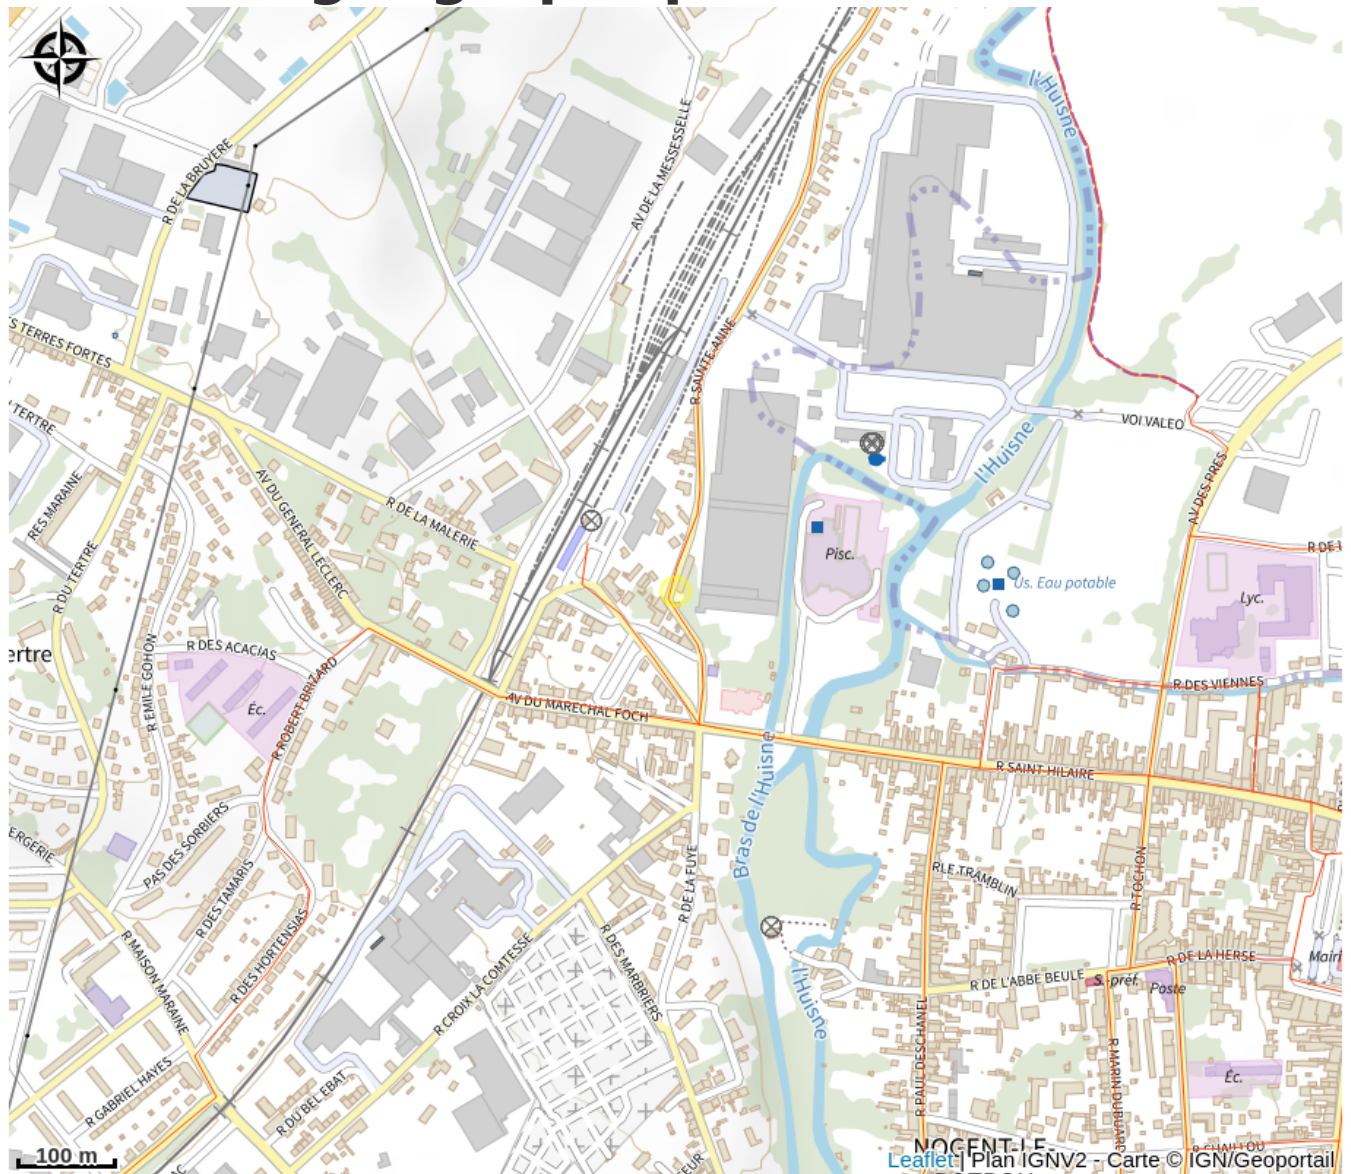 l'Huisne
R DE LA BRUYERE
AV DE LA MESSESSELLE
R SAINTE-ANNE
S TERRES FORTES
TERTRE
VOI VALEO
l'Huisne
AV DES PRES
RES MARAINE
AV DU GENERAL LECLERC
R DE LA MALERIE
Pisc.
R DE
Us. Eau potable
R DU TERTRE
Lyc.
ertre
R DES ACACIAS
R EMILE GOHON
R ROBERT BRIZARD
R DES VIENNES
Éc.
AV DU MARECHAL FOCH
Bras de l'Huisne
R SAINT-HILAIRE
ERGERIE
PAS DES SORBIERS
R DES TAMARIS
R DE LA FUYE
RLE TRAMBLIN
R TOCHON
R MAISON MARAINE
R DES HORTENSIAS
R CROIX LA COMTESSE
R DES MARBRIERS
l'Huisne
R DE L'ABBE BEULE
S.-préf.
R DE LA HERSE
Poste
Mairi
R PAUL DESCHANEL
R GABRIEL HAYES
R DU BEL EBAT
Éc.
NOGENT-LE-
100 m
Leaflet | Plan IGNV2 - Carte © IGN/Geoportail